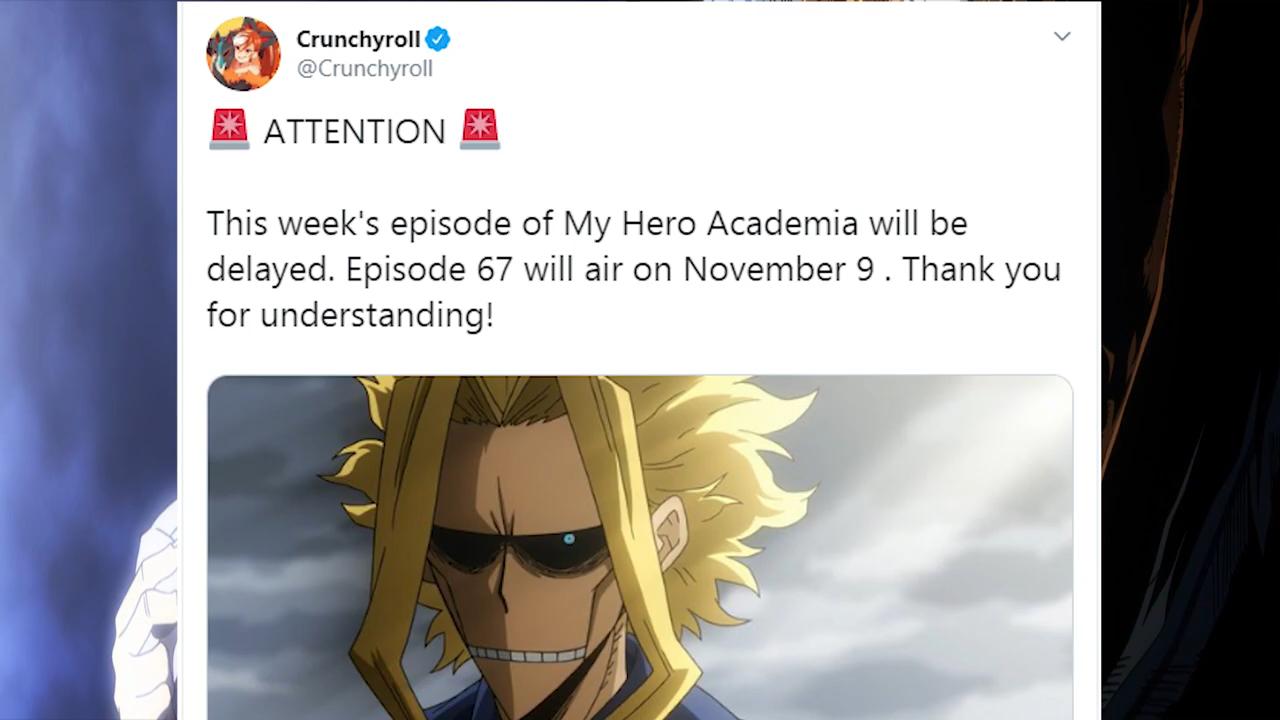 Crunchyroll
@Crunchyroll
🚨 ATTENTION 🚨
This week's episode of My Hero Academia will be
delayed. Episode 67 will air on November 9 . Thank you
for understanding!